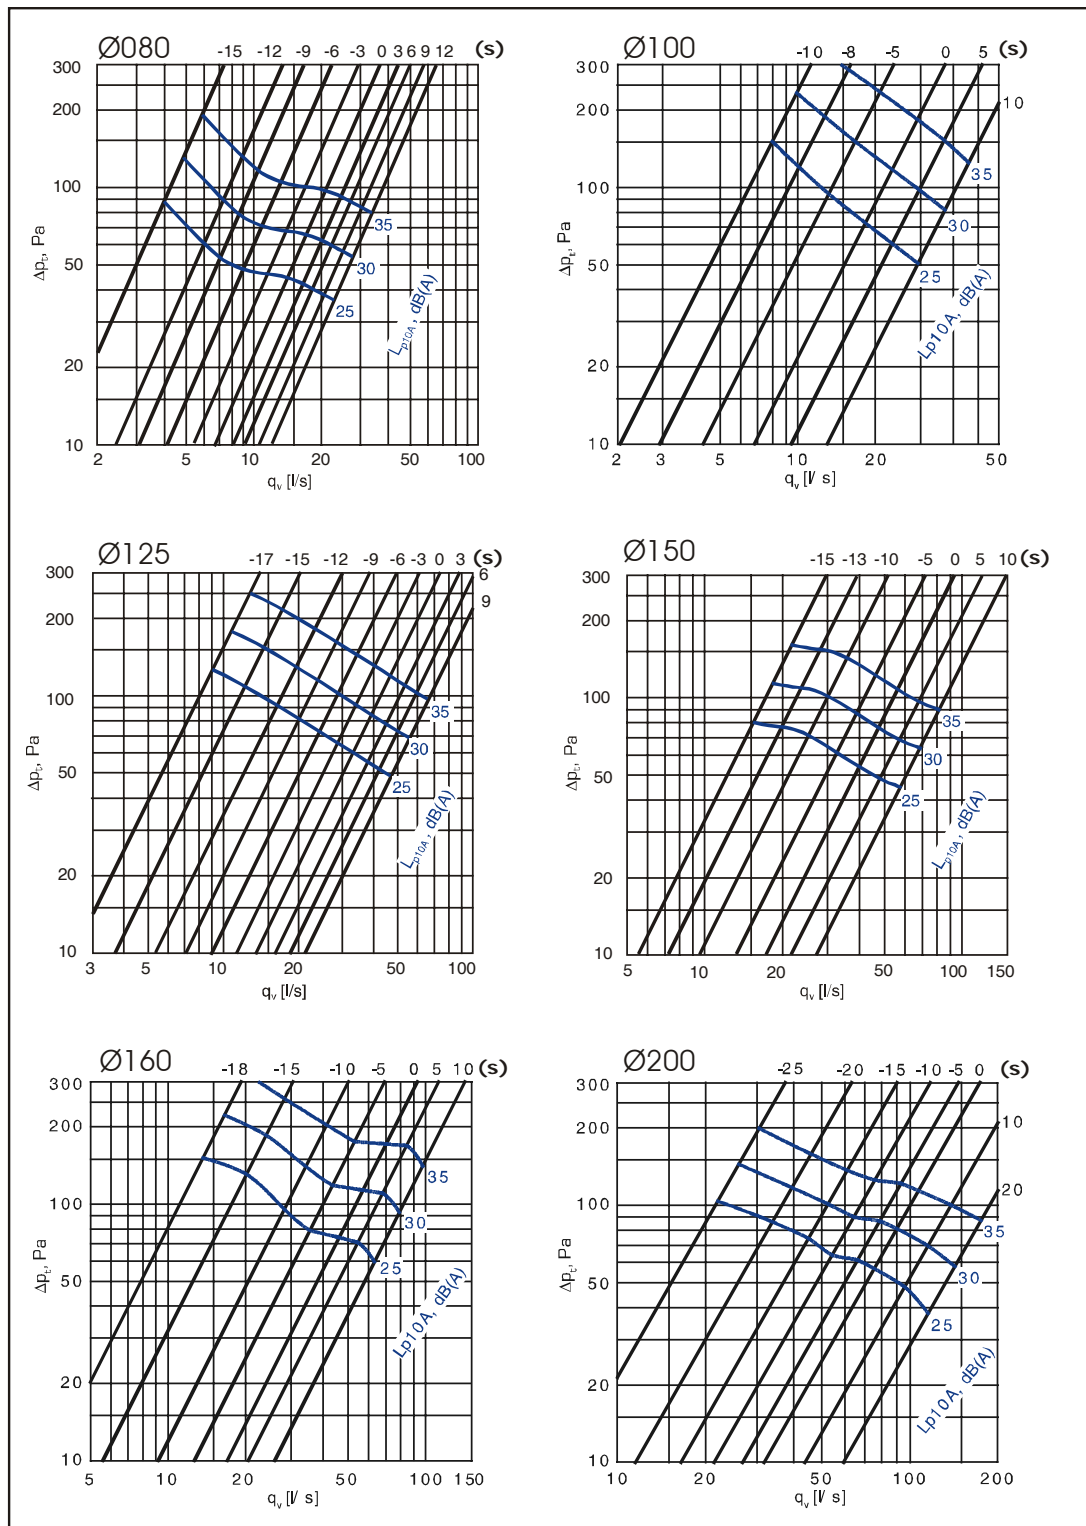 Ø080
-15 -12 -9 -6 -3 0 3 6 9 12 (s)
300
200
100
50
20
10
Δpt, Pa
35
30
25
Lp10A, dB(A)
2 5 10 20 50 100
qv [l/s]
Ø100
-10 -8 -5 0 5 (s)
10
300
200
100
50
20
10
Δpt, Pa
35
30
25
Lp10A, dB(A)
2 3 5 10 20 50
qv [l/s]
Ø125
-17 -15 -12 -9 -6 -3 0 3 (s)
6
9
300
200
100
50
20
10
Δpt, Pa
35
30
25
Lp10A, dB(A)
3 5 10 20 50 100
qv [l/s]
Ø150
-15 -13 -10 -5 0 5 10 (s)
300
200
100
50
20
10
Δpt, Pa
35
30
25
Lp10A, dB(A)
5 10 20 50 100 150
qv [l/s]
Ø160
-18 -15 -10 -5 0 5 10 (s)
300
200
100
50
20
10
Δpt, Pa
35
30
25
Lp10A, dB(A)
5 10 20 50 100 150
qv [l/s]
Ø200
-25 -20 -15 -10 -5 0 (s)
10
20
300
200
100
50
20
10
Δpt, Pa
35
30
25
Lp10A, dB(A)
10 20 50 100 200
qv [l/s]